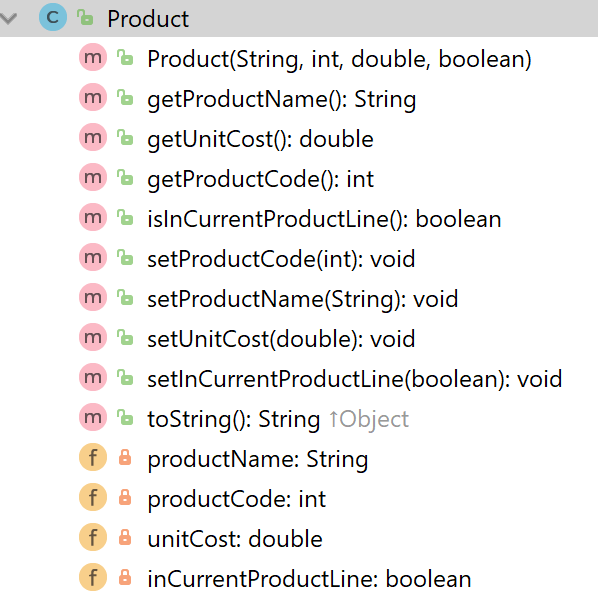 C Product
m Product(String, int, double, boolean)
m getProductName(): String
m getUnitCost(): double
m getProductCode(): int
m isInCurrentProductLine(): boolean
m setProductCode(int): void
m setProductName(String): void
m setUnitCost(double): void
m setInCurrentProductLine(boolean): void
m toString(): String ↑Object
f productName: String
f productCode: int
f unitCost: double
f inCurrentProductLine: boolean